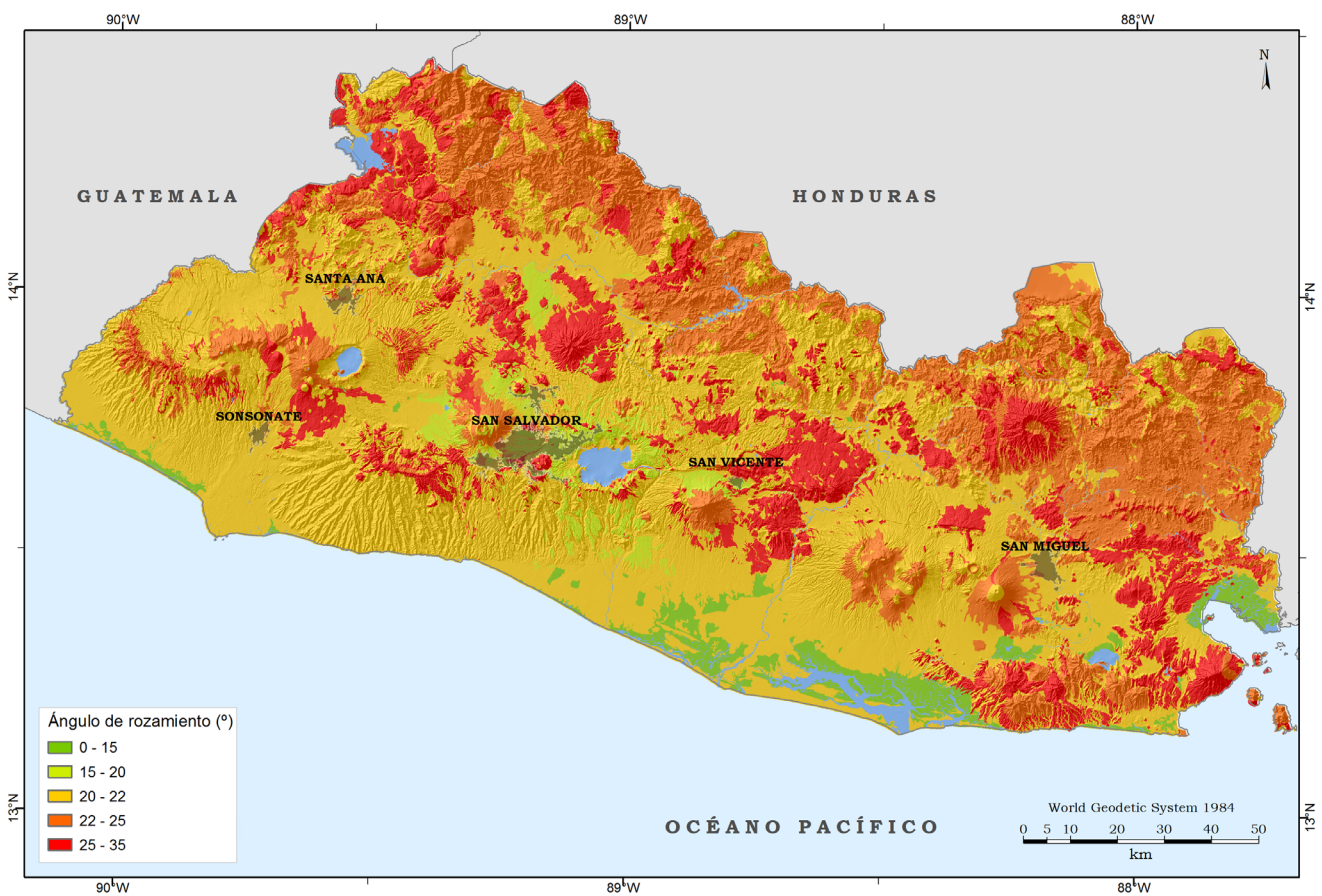 90°W
89°W
88°W
N
GUATEMALA
HONDURAS
14°N
14°N
SANTA ANA
SONSONATE
SAN SALVADOR
SAN VICENTE
SAN MIGUEL
Ángulo de rozamiento (º)
0 - 15
15 - 20
20 - 22
22 - 25
25 - 35
13°N
13°N
OCÉANO PACÍFICO
World Geodetic System 1984
0 5 10 20 30 40 50
km
90°W
89°W
88°W